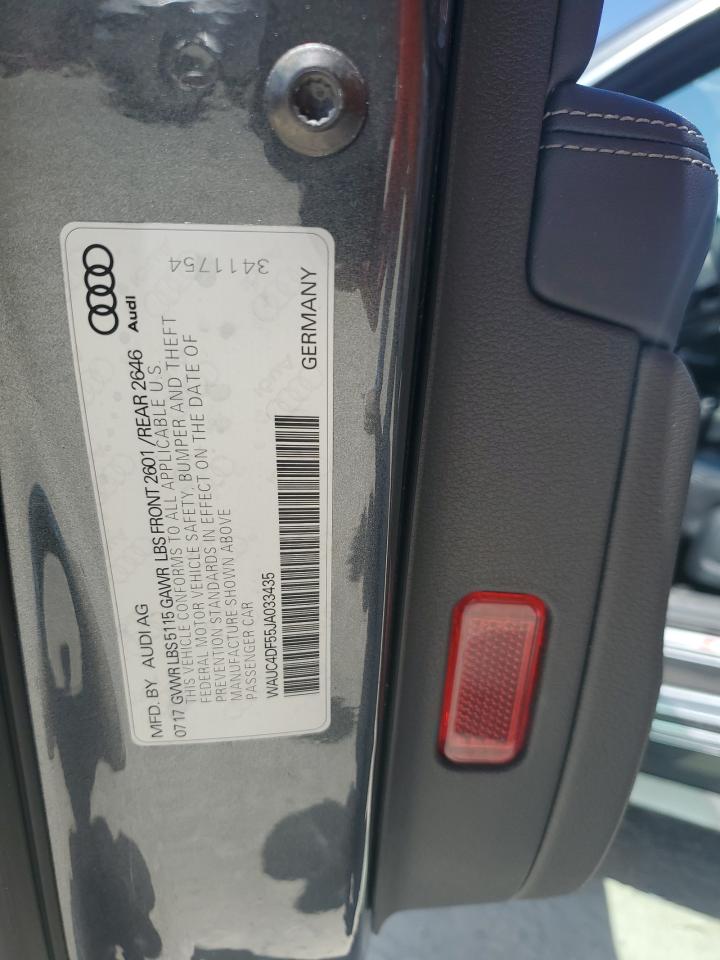 Audi
3411754
MFD. BY AUDI AG
0717 GVWR LBS 5115 GAWR LBS FRONT 2601/REAR 2646
THIS VEHICLE CONFORMS TO ALL APPLICABLE U.S.
FEDERAL MOTOR VEHICLE SAFETY, BUMPER AND THEFT
PREVENTION STANDARDS IN EFFECT ON THE DATE OF
MANUFACTURE SHOWN ABOVE
PASSENGER CAR
WAUC4DF55JA033435
GERMANY